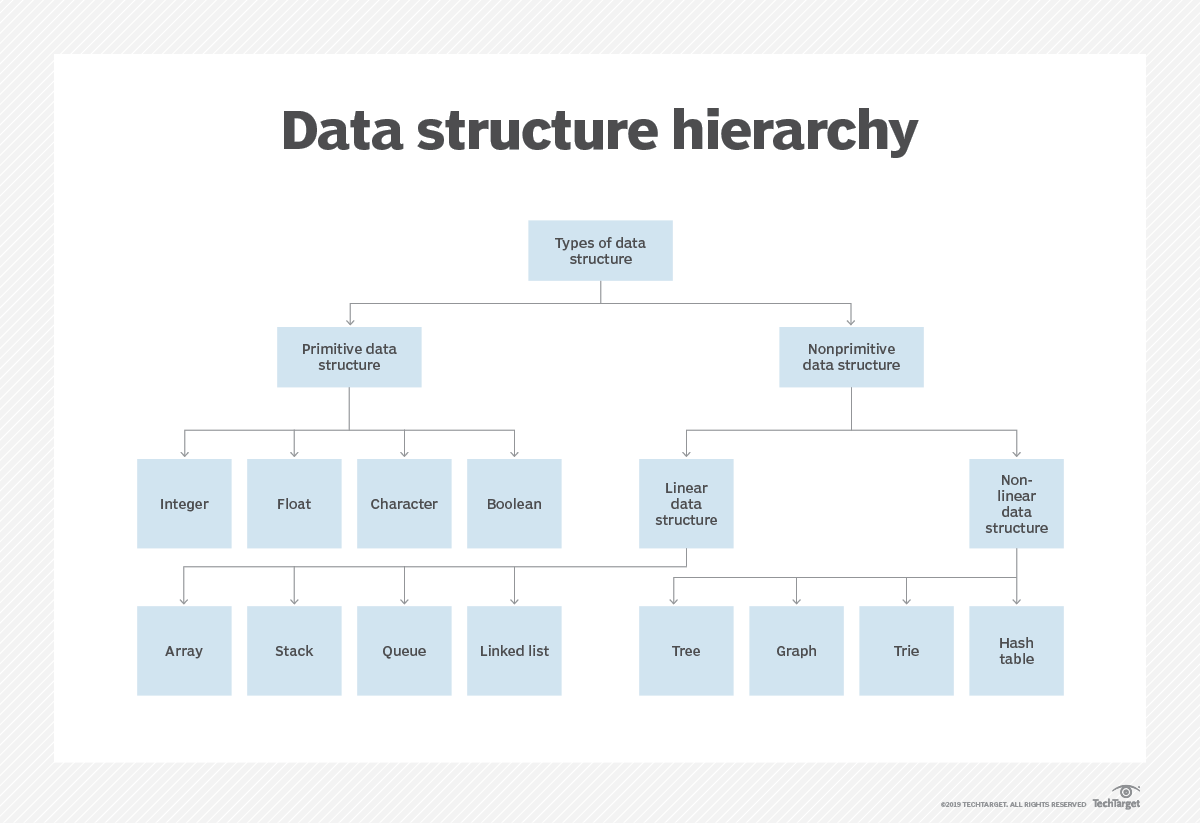 Data structure hierarchy
Types of data
structure
Primitive data
structure
Nonprimitive
data structure
Integer
Float
Character
Boolean
Linear
data
structure
Non-
linear
data
structure
Array
Stack
Queue
Linked list
Tree
Graph
Trie
Hash
table
©2019 TECHTARGET. ALL RIGHTS RESERVED
TechTarget